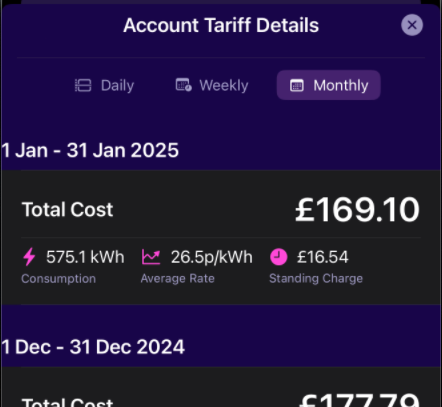 Account Tariff Details
Daily Weekly Monthly
1 Jan - 31 Jan 2025
Total Cost £169.10
575.1 kWh 26.5p/kWh £16.54
Consumption Average Rate Standing Charge
1 Dec - 31 Dec 2024
Total Cost £177.79